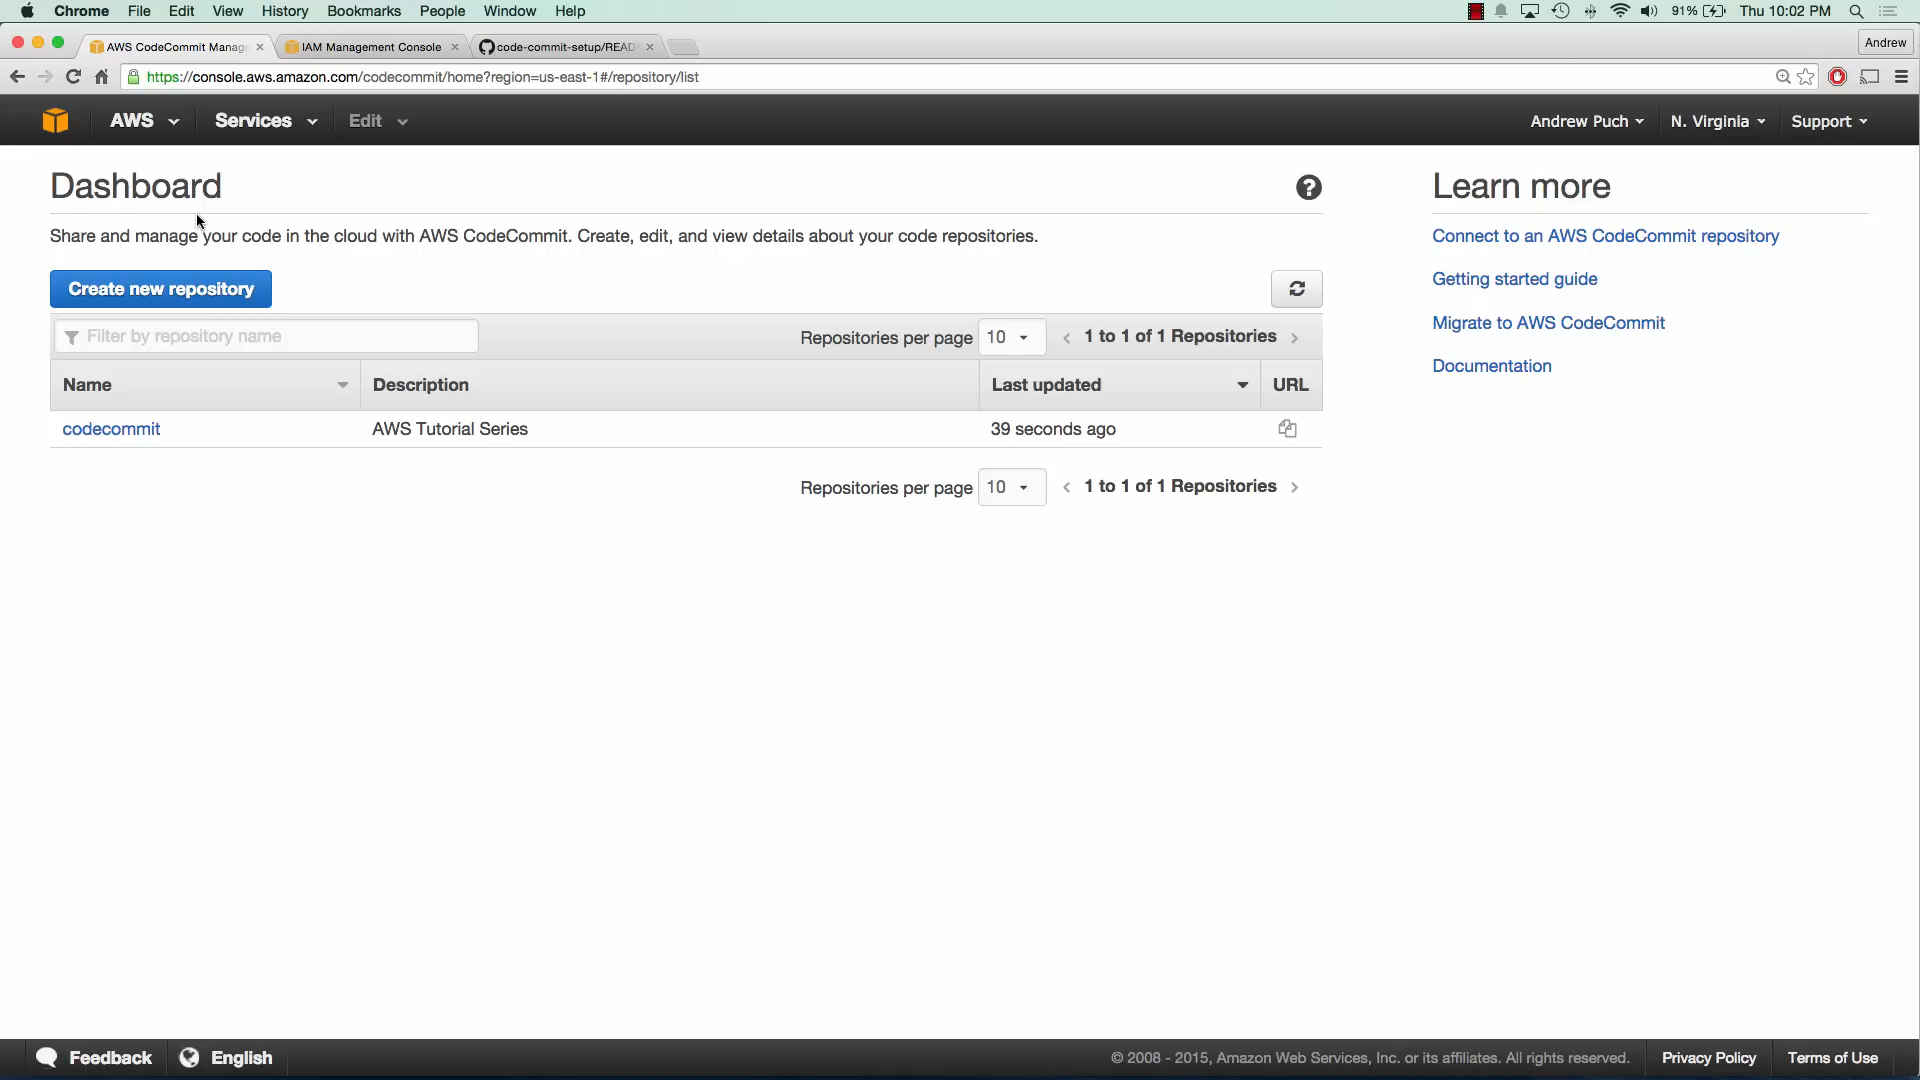 Chrome File Edit View History Bookmarks People Window Help 91% Thu 10:02 PM
AWS CodeCommit Manag IAM Management Console code-commit-setup/READ Andrew
https://console.aws.amazon.com/codecommit/home?region=us-east-1#/repository/list
AWS Services Edit Andrew Puch N. Virginia Support
Dashboard
Share and manage your code in the cloud with AWS CodeCommit. Create, edit, and view details about your code repositories.
Create new repository
Filter by repository name Repositories per page 10 1 to 1 of 1 Repositories
Name Description Last updated URL
codecommit AWS Tutorial Series 39 seconds ago
Repositories per page 10 1 to 1 of 1 Repositories
Learn more
Connect to an AWS CodeCommit repository
Getting started guide
Migrate to AWS CodeCommit
Documentation
Feedback English © 2008 - 2015, Amazon Web Services, Inc. or its affiliates. All rights reserved. Privacy Policy Terms of Use